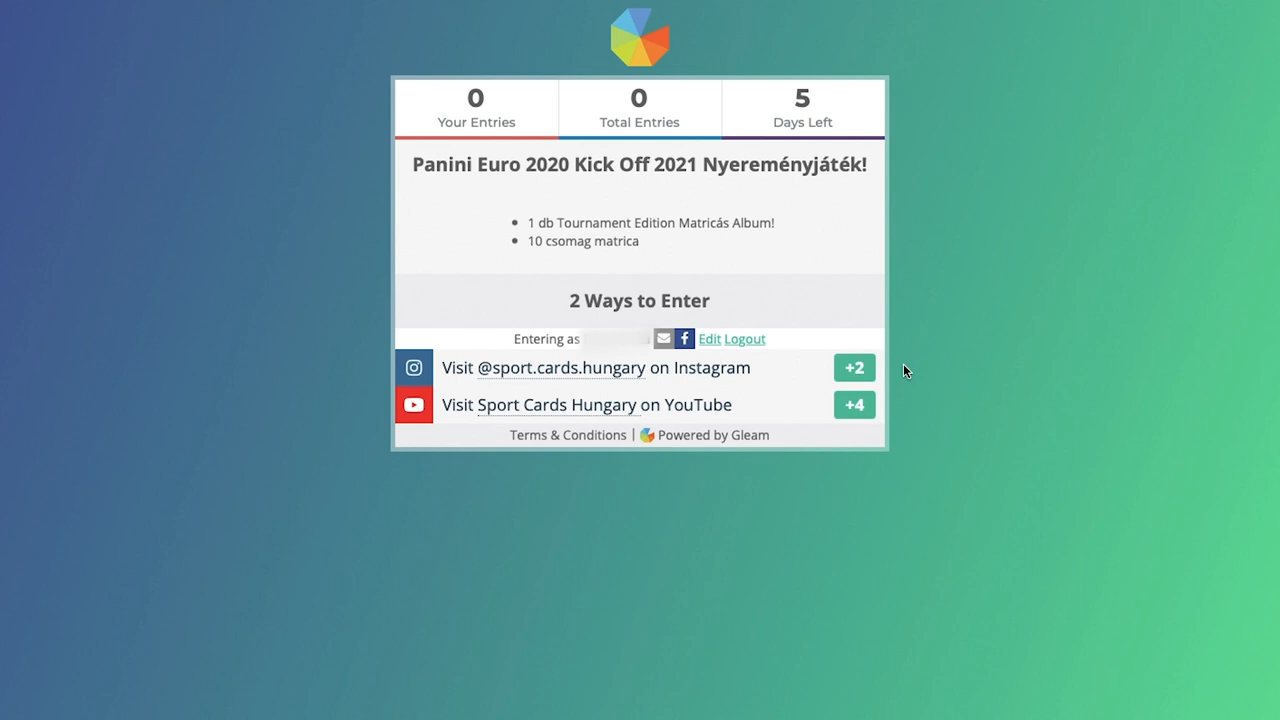 0 0 5
Your Entries Total Entries Days Left
Panini Euro 2020 Kick Off 2021 Nyereményjáték!
• 1 db Tournament Edition Matricás Album!
• 10 csomag matrica
2 Ways to Enter
Entering as Edit Logout
Visit @sport.cards.hungary on Instagram +2
Visit Sport Cards Hungary on YouTube +4
Terms & Conditions | Powered by Gleam